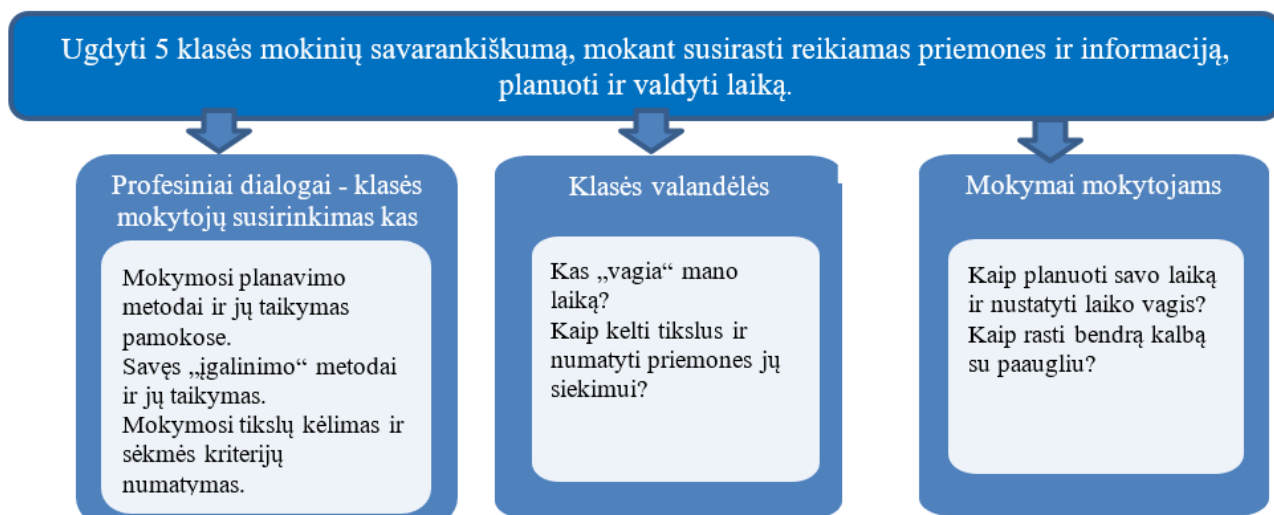 Ugdyti 5 klasės mokinių savarankiškumą, mokant susirasti reikiamas priemones ir informaciją,
planuoti ir valdyti laiką.
Profesiniai dialogai - klasės
mokytojų susirinkimas kas
Mokymosi planavimo
metodai ir jų taikymas
pamokose.
Savęs „įgalinimo“ metodai
ir jų taikymas.
Mokymosi tikslų kėlimas ir
sėkmės kriterijų
numatymas.
Klasės valandėlės
Kas „vagia“ mano
laiką?
Kaip kelti tikslus ir
numatyti priemones jų
siekimui?
Mokymai mokytojams
Kaip planuoti savo laiką
ir nustatyti laiko vagis?
Kaip rasti bendrą kalbą
su paaugliu?